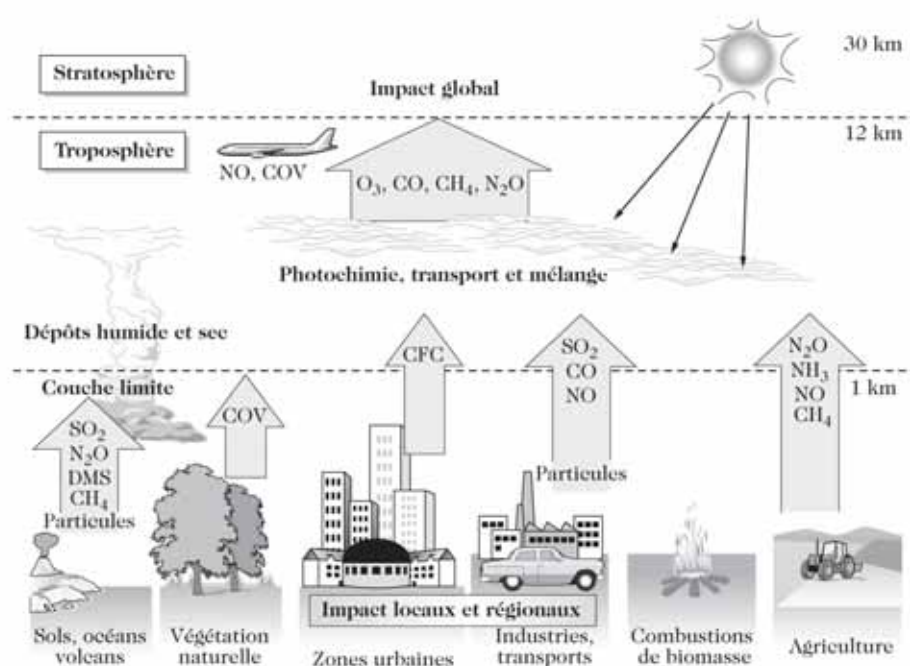 30 km
Stratosphère
Impact global
12 km
Troposphère
NO, COV
O₃, CO, CH₄, N₂O
Photochimie, transport et mélange
Dépôts humide et sec
Couche limite
1 km
SO₂
N₂O
DMS
CH₄
Particules
COV
CFC
SO₂
CO
NO
Particules
N₂O
NH₃
NO
CH₄
Impact locaux et régionaux
Sols, océans
volcans
Végétation
naturelle
Zones urbaines
Industries,
transports
Combustions
de biomasse
Agriculture